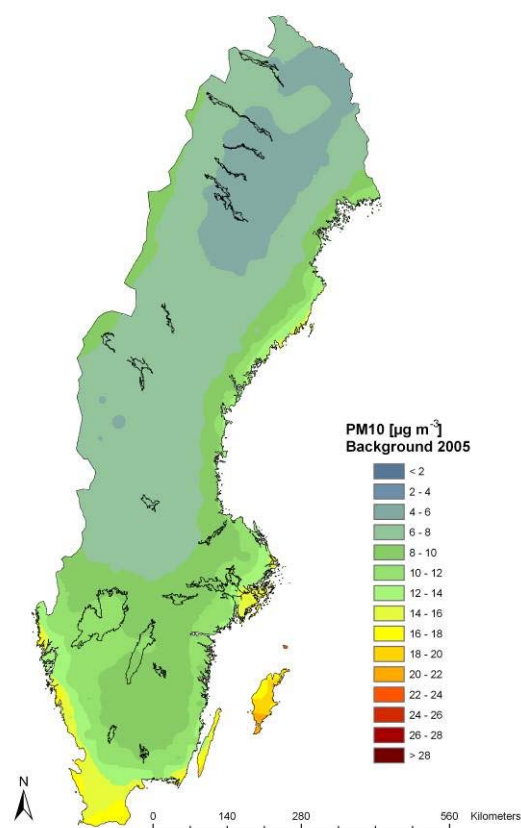 PM10 [µg m⁻³]
Background 2005
< 2
2 - 4
4 - 6
6 - 8
8 - 10
10 - 12
12 - 14
14 - 16
16 - 18
18 - 20
20 - 22
22 - 24
24 - 26
26 - 28
> 28
N
0 140 280 560 Kilometers